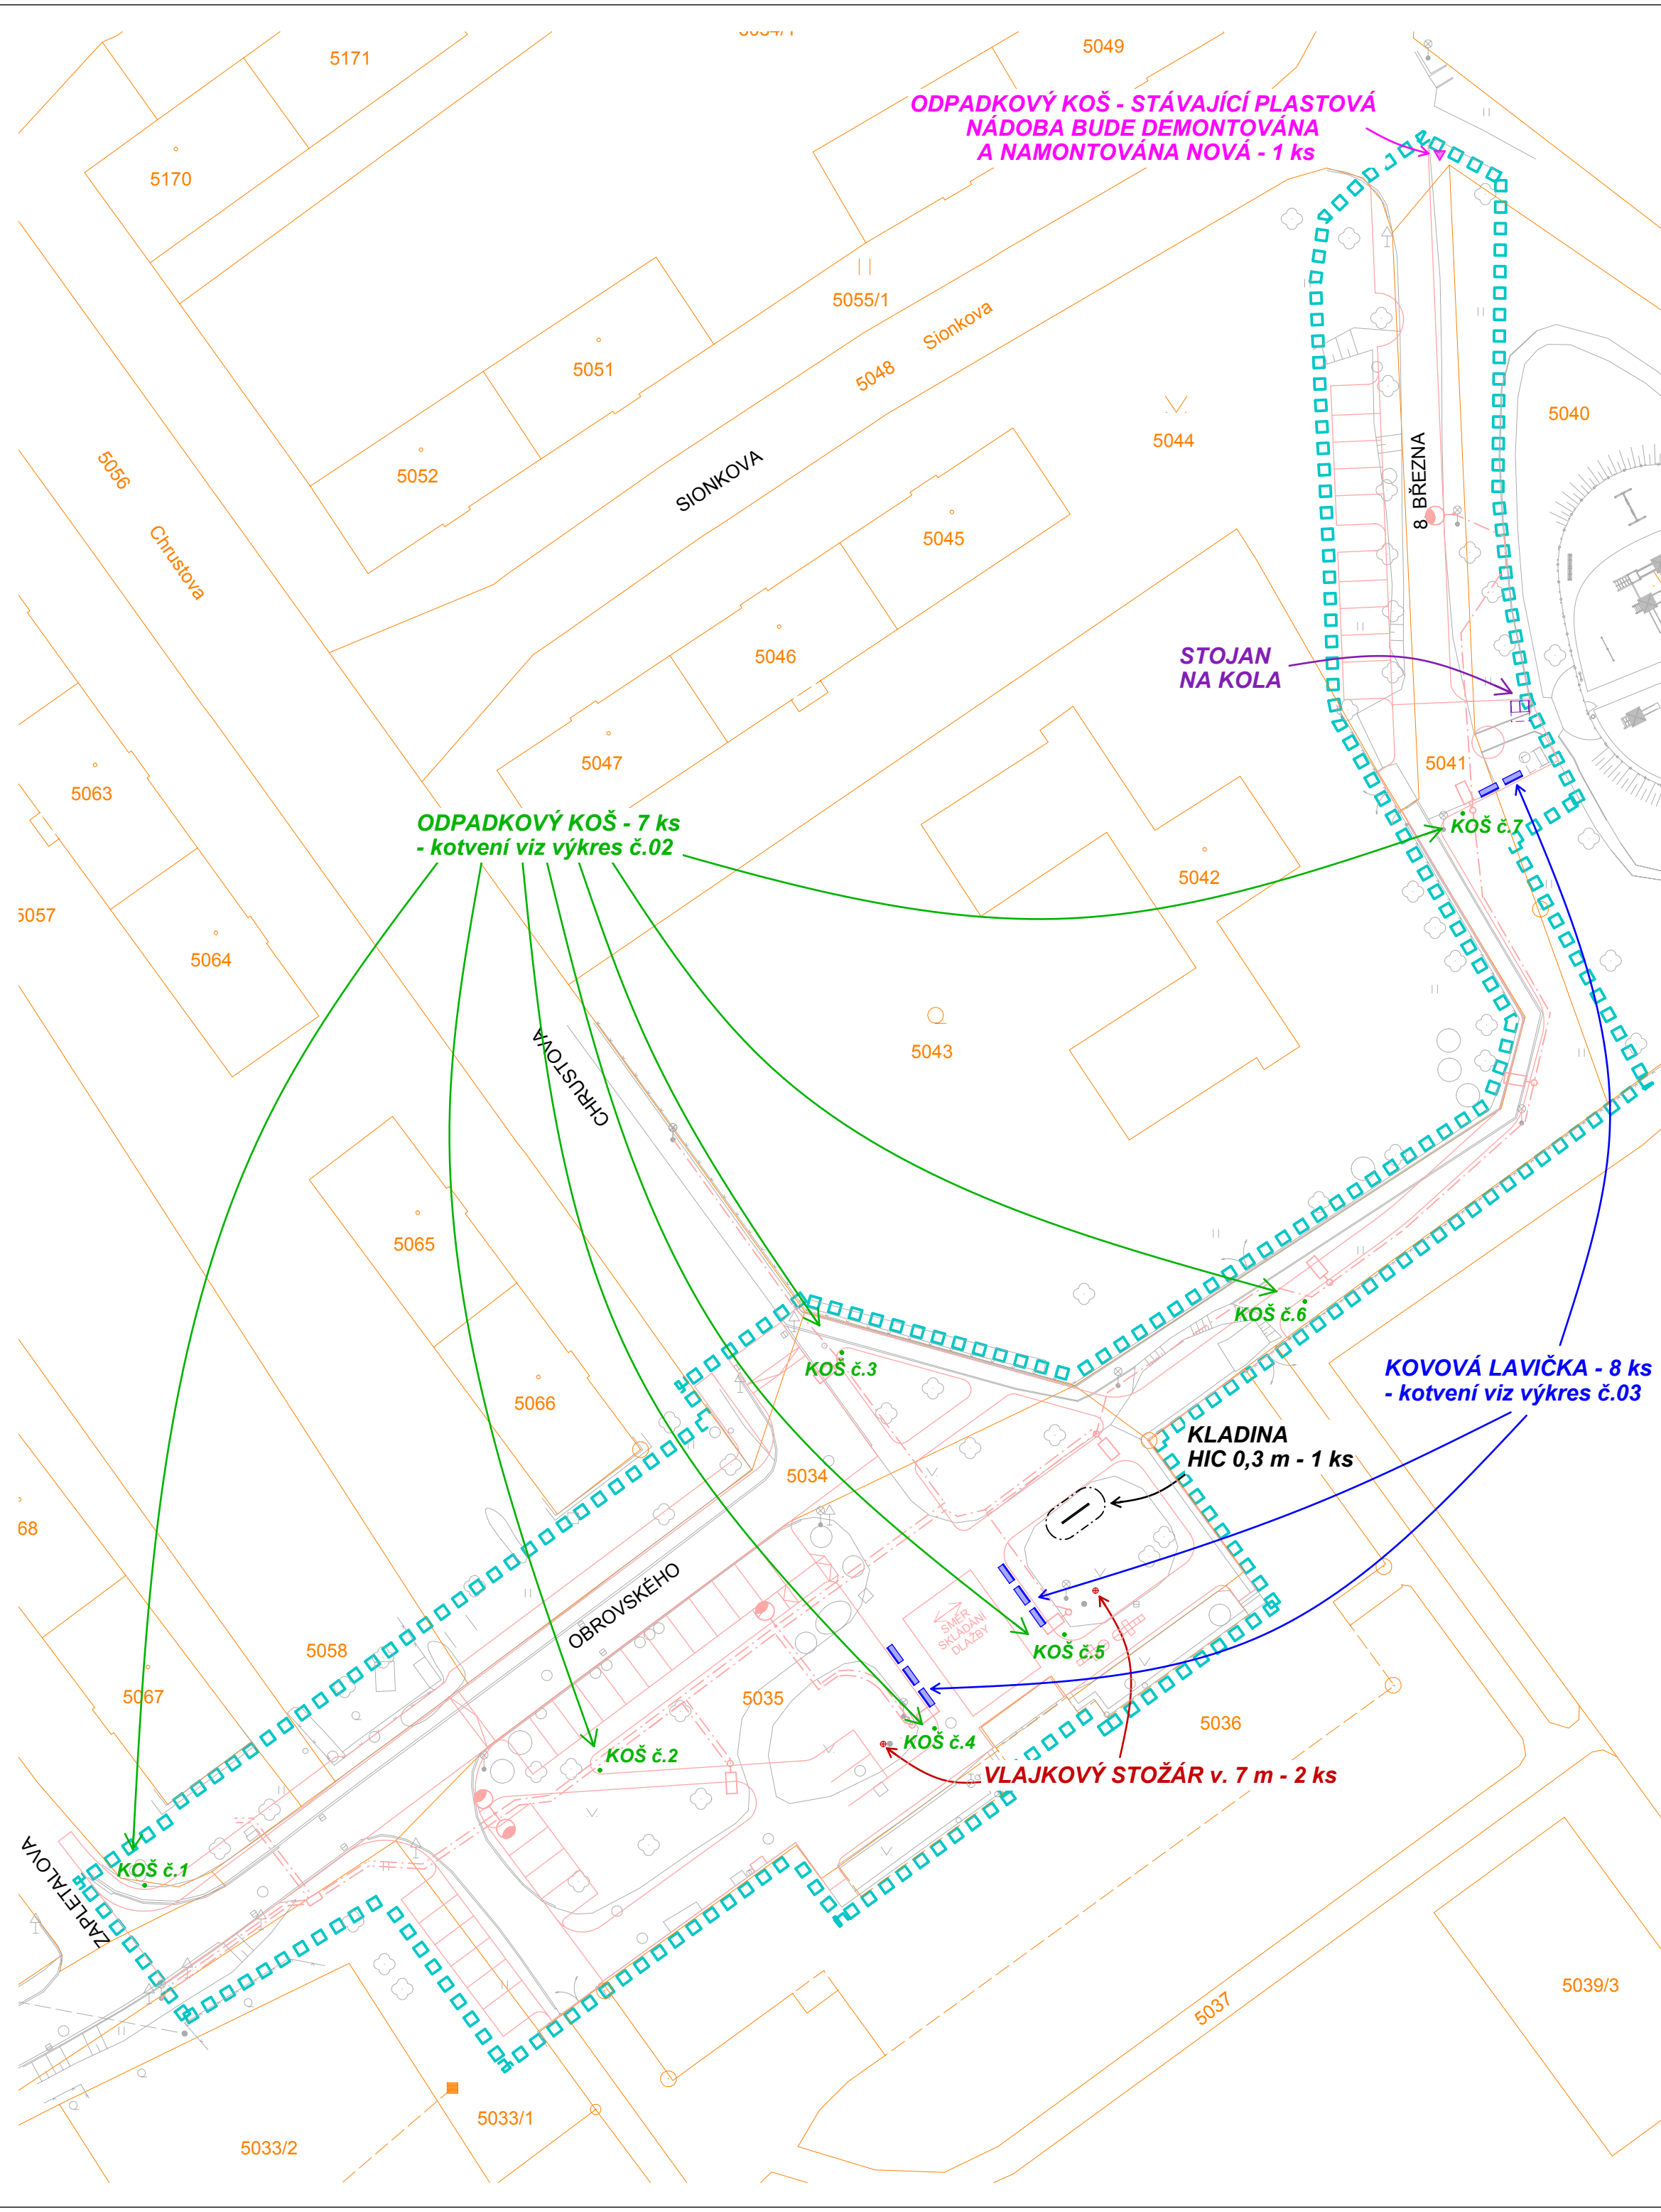 5171
5049
ODPADKOVÝ KOŠ - STÁVAJÍCÍ PLASTOVÁ
NÁDOBA BUDE DEMONTOVÁNA
A NAMONTOVÁNA NOVÁ - 1 ks
5170
5055/1
Sionkova
5051
5048
5040
5044
5052
5056
SIONKOVA
8. BŘEZNA
Chrustova
5045
5046
STOJAN
NA KOLA
5047
5041
5063
ODPADKOVÝ KOŠ - 7 ks
- kotvení viz výkres č.02
KOŠ č.7
5042
5057
5064
5043
CHRUSTOVA
5065
KOŠ č.6
KOŠ č.3
KOVOVÁ LAVIČKA - 8 ks
- kotvení viz výkres č.03
5066
KLADINA
HIC 0,3 m - 1 ks
5034
68
OBROVSKÉHO
SMĚR
SKLÁDÁNÍ
DLAŽBY
5058
KOŠ č.5
5067
5035
5036
KOŠ č.4
KOŠ č.2
VLAJKOVÝ STOŽÁR v. 7 m - 2 ks
KOŠ č.1
ZAPLETALOVA
5039/3
5037
5033/1
5033/2